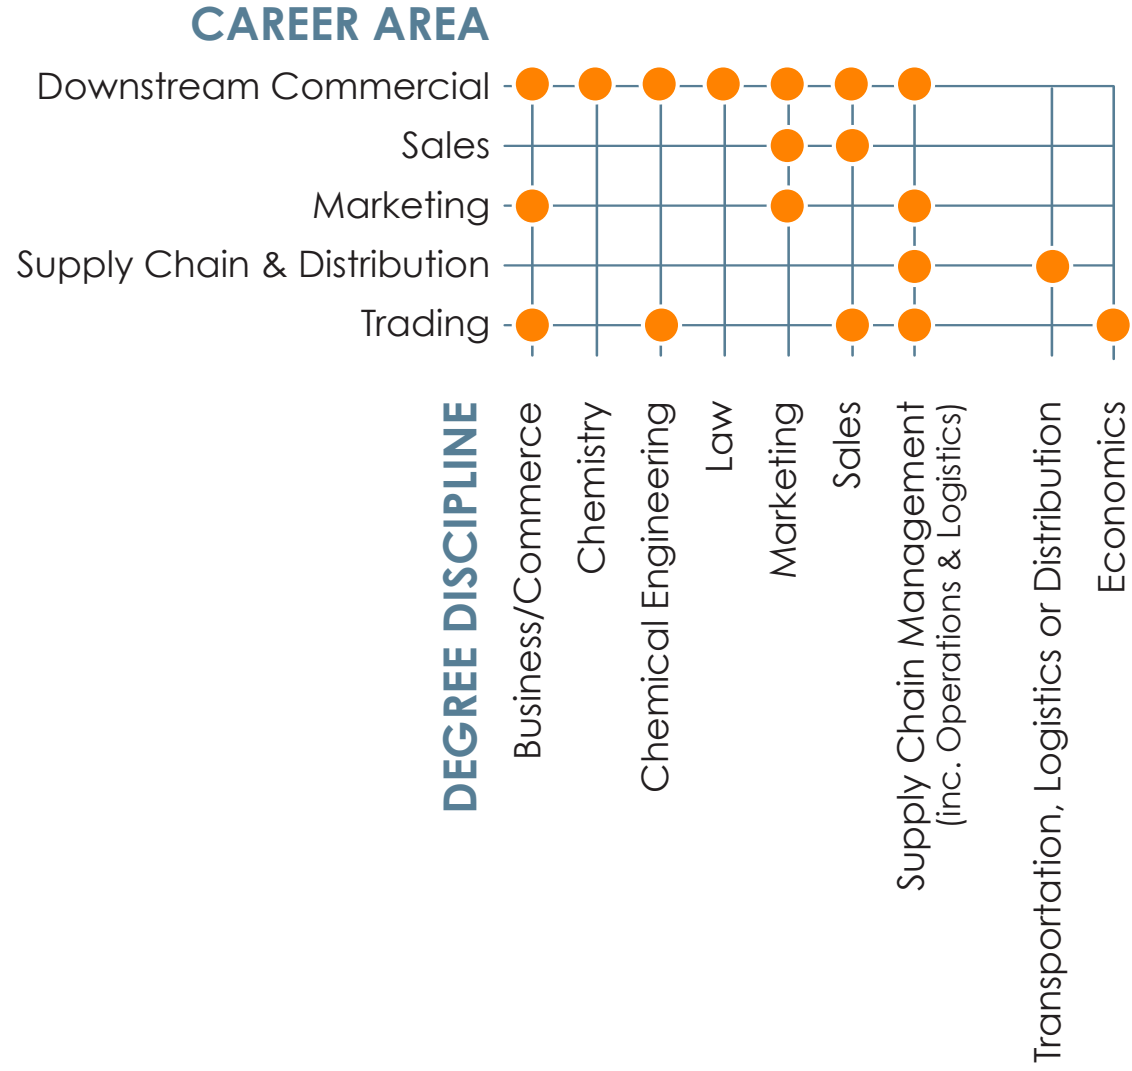 CAREER AREA
Downstream Commercial
Sales
Marketing
Supply Chain & Distribution
Trading
DEGREE DISCIPLINE
Business/Commerce
Chemistry
Chemical Engineering
Law
Marketing
Sales
Supply Chain Management
(inc. Operations & Logistics)
Transportation, Logistics or Distribution
Economics